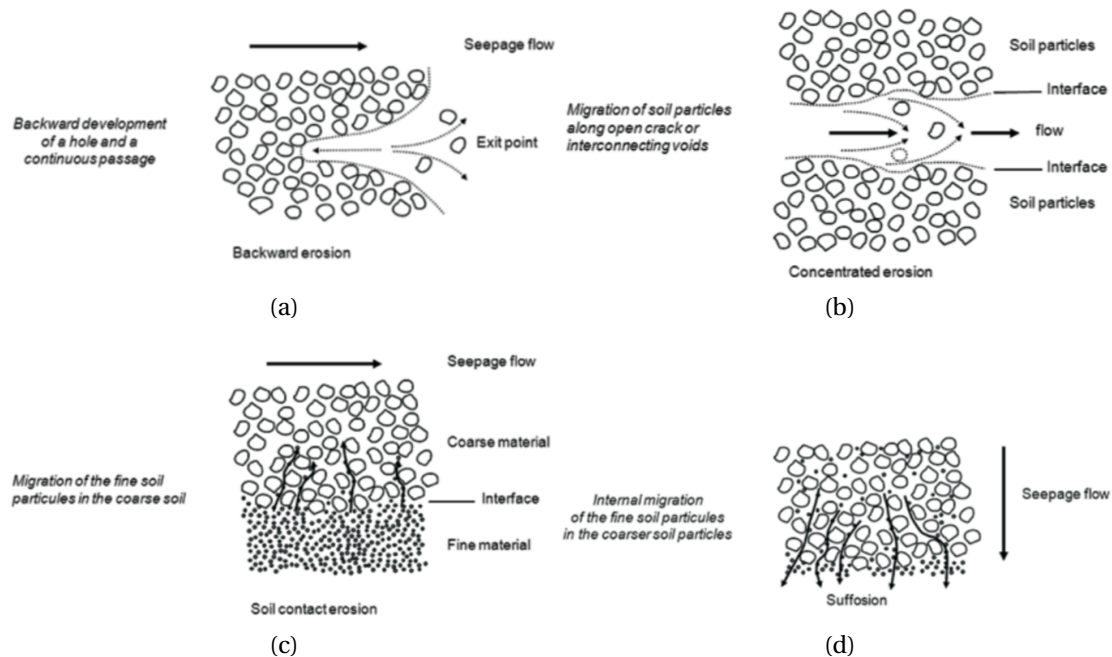 Seepage flow
Backward development
of a hole and a
continuous passage
Exit point
Backward erosion
(a)
Soil particles
Interface
Migration of soil particles
along open crack or
interconnecting voids
flow
Interface
Soil particles
Concentrated erosion
(b)
Seepage flow
Coarse material
Migration of the fine soil
particules in the coarse soil
Interface
Fine material
Soil contact erosion
(c)
Internal migration
of the fine soil particules
in the coarser soil particles
Seepage flow
Suffosion
(d)